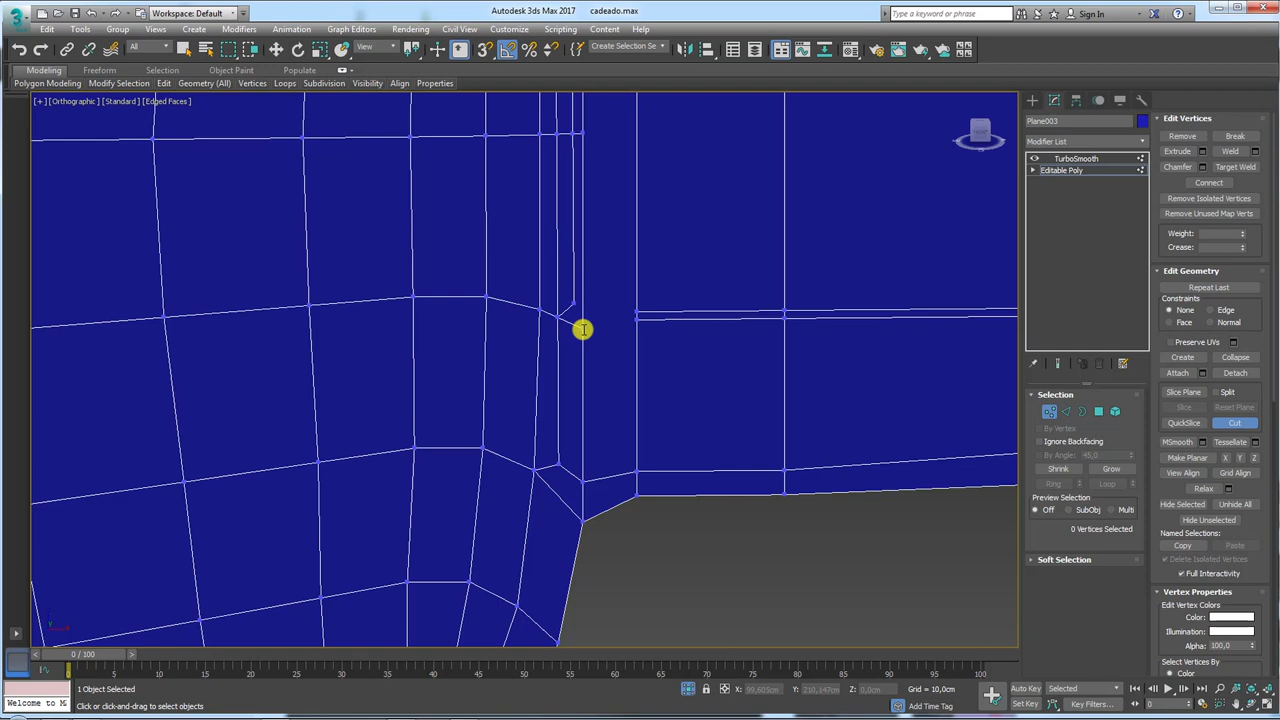 Workspace: Default
Autodesk 3ds Max 2017
cadeado.max
Type a keyword or phrase
Sign In
Edit Tools Group Views Create Modifiers Animation Graph Editors Rendering Civil View Customize Scripting Content Help
All
View
Create Selection Se
Modeling Freeform Selection Object Paint Populate
Polygon Modeling Modify Selection Edit Geometry (All) Vertices Loops Subdivision Visibility Align Properties
[+] [Orthographic] [Standard] [Edged Faces]
Plane003
Modifier List
TurboSmooth
Editable Poly
Selection
By Vertex
Ignore Backfacing
By Angle: 45,0
Shrink Grow
Ring Loop
Preview Selection
Off SubObj Multi
0 Vertices Selected
Soft Selection
Edit Vertices
Remove Break
Extrude Weld
Chamfer Target Weld
Connect
Remove Isolated Vertices
Remove Unused Map Verts
Weight:
Crease:
Edit Geometry
Repeat Last
Constraints
None Edge
Face Normal
Preserve UVs
Create Collapse
Attach Detach
Slice Plane Split
Slice Reset Plane
QuickSlice Cut
MSmooth Tessellate
Make Planar X Y Z
View Align Grid Align
Relax
Hide Selected Unhide All
Hide Unselected
Named Selections:
Copy Paste
Delete Isolated Vertices
Full Interactivity
Vertex Properties
Edit Vertex Colors
Color:
Illumination:
Alpha: 100,0
Select Vertices By
Color
0 / 100
0 5 10 15 20 25 30 35 40 45 50 55 60 65 70 75 80 85 90 95 100
1 Object Selected
Click or click-and-drag to select objects
Welcome to M
X: 99,605cm Y: 210,147cm Z: 0,0cm Grid = 10,0cm
Add Time Tag
Auto Key Selected
Set Key Key Filters...
0